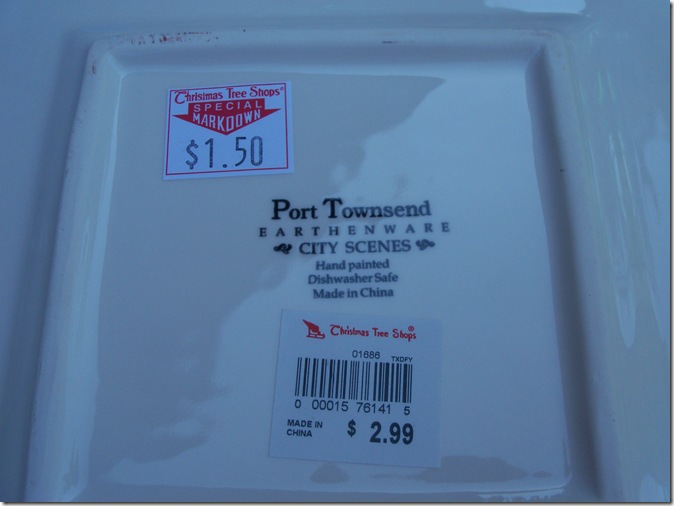 Christmas Tree Shops®
SPECIAL
MARKDOWN
$1.50
Port Townsend
EARTHENWARE
CITY SCENES
Hand painted
Dishwasher Safe
Made in China
Christmas Tree Shops®
01686 TXDPY
0 00015 76141 5
MADE IN
CHINA
$ 2.99